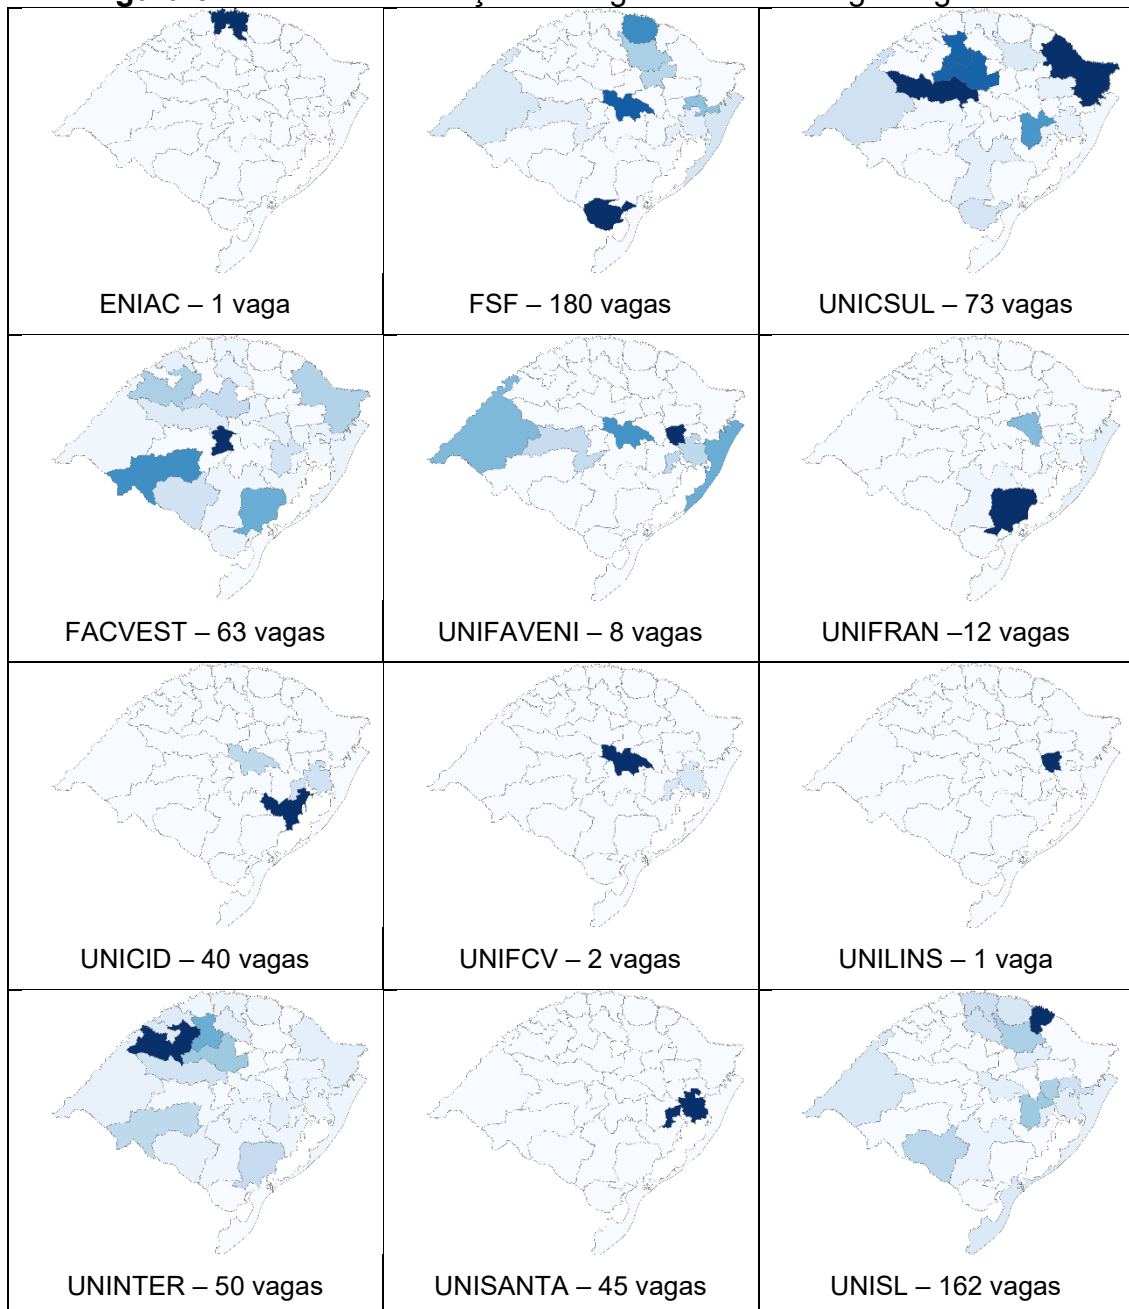 ENIAC – 1 vaga
FSF – 180 vagas
UNICSUL – 73 vagas
FACVEST – 63 vagas
UNIFAVENI – 8 vagas
UNIFRAN –12 vagas
UNICID – 40 vagas
UNIFCV – 2 vagas
UNILINS – 1 vaga
UNINTER – 50 vagas
UNISANTA – 45 vagas
UNISL – 162 vagas